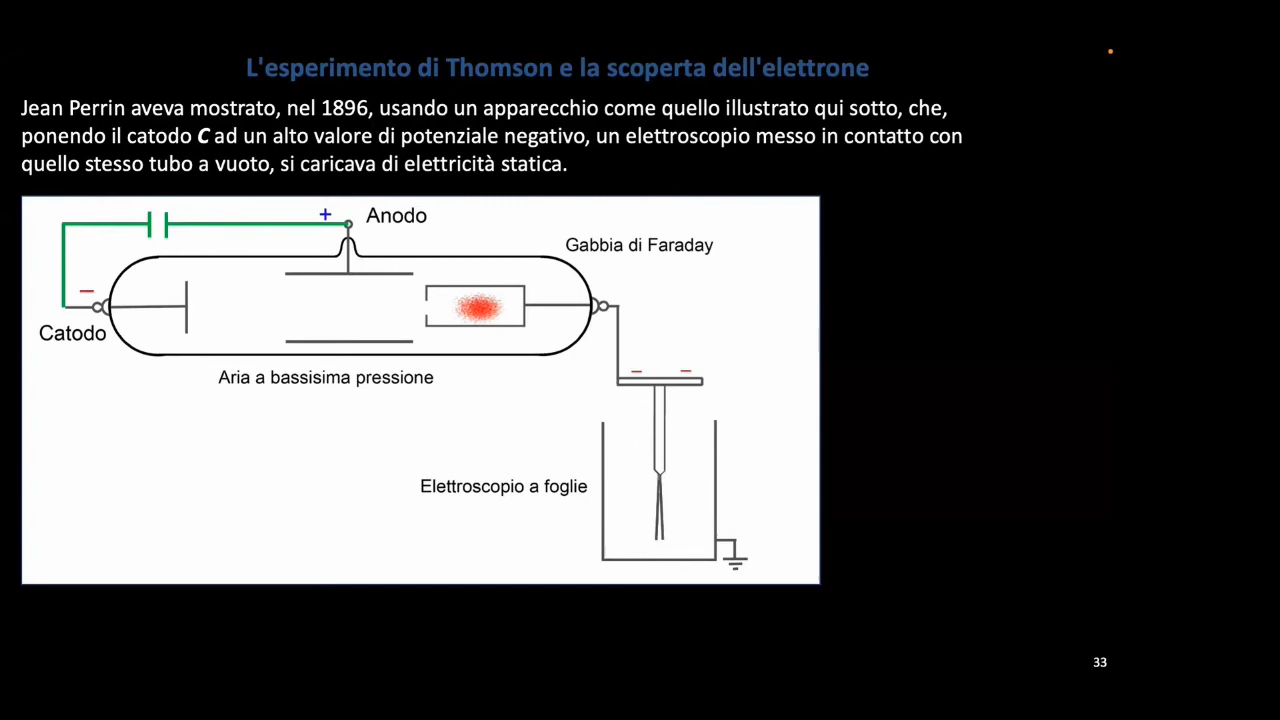 L'esperimento di Thomson e la scoperta dell'elettrone
Jean Perrin aveva mostrato, nel 1896, usando un apparecchio come quello illustrato qui sotto, che,
ponendo il catodo C ad un alto valore di potenziale negativo, un elettroscopio messo in contatto con
quello stesso tubo a vuoto, si caricava di elettricità statica.
+
Anodo
Gabbia di Faraday
−
Catodo
Aria a bassisima pressione
− −
Elettroscopio a foglie
33